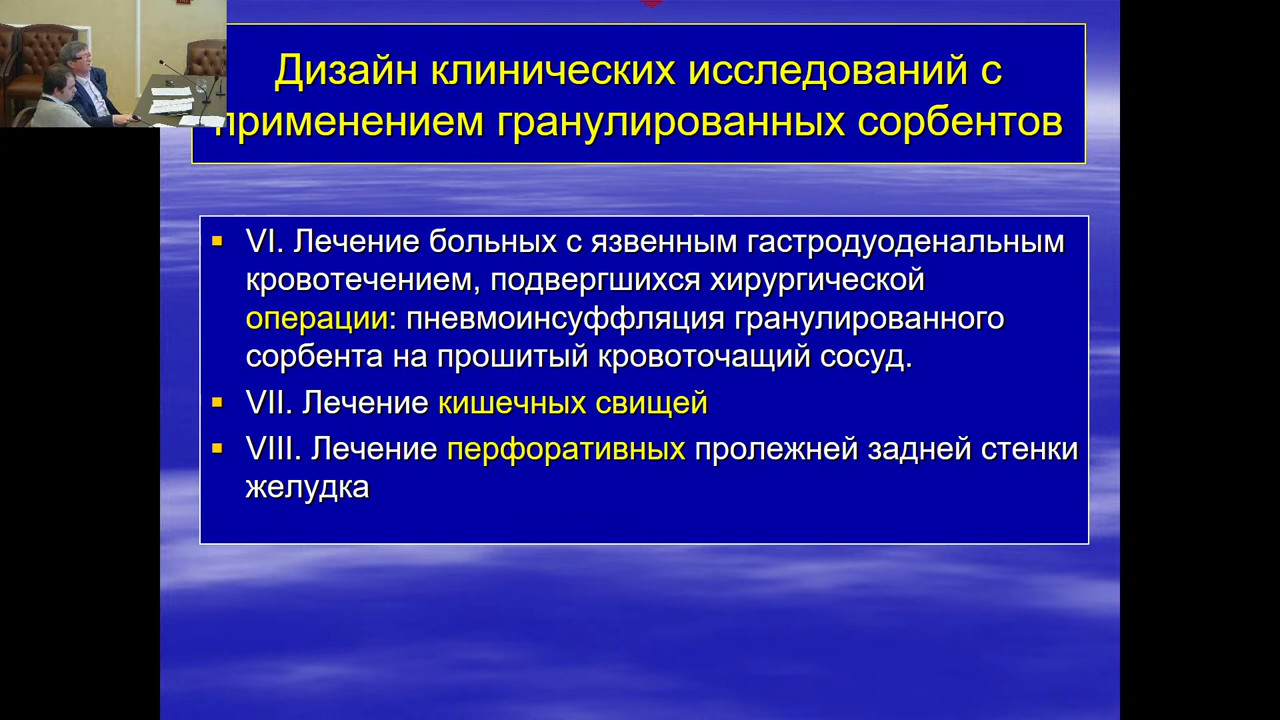 Дизайн клинических исследований с
применением гранулированных сорбентов
VI. Лечение больных с язвенным гастродуоденальным
кровотечением, подвергшихся хирургической
операции: пневмоинсуффляция гранулированного
сорбента на прошитый кровоточащий сосуд.
VII. Лечение кишечных свищей
VIII. Лечение перфоративных пролежней задней стенки
желудка